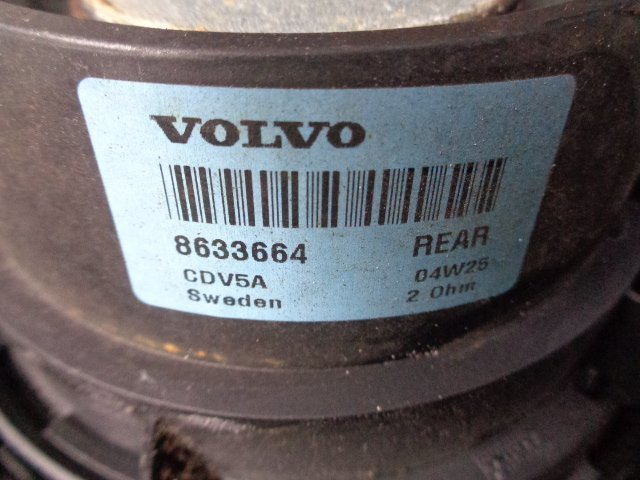 VOLVO
8633664 REAR
CDV5A 04W25
Sweden 2 Ohm